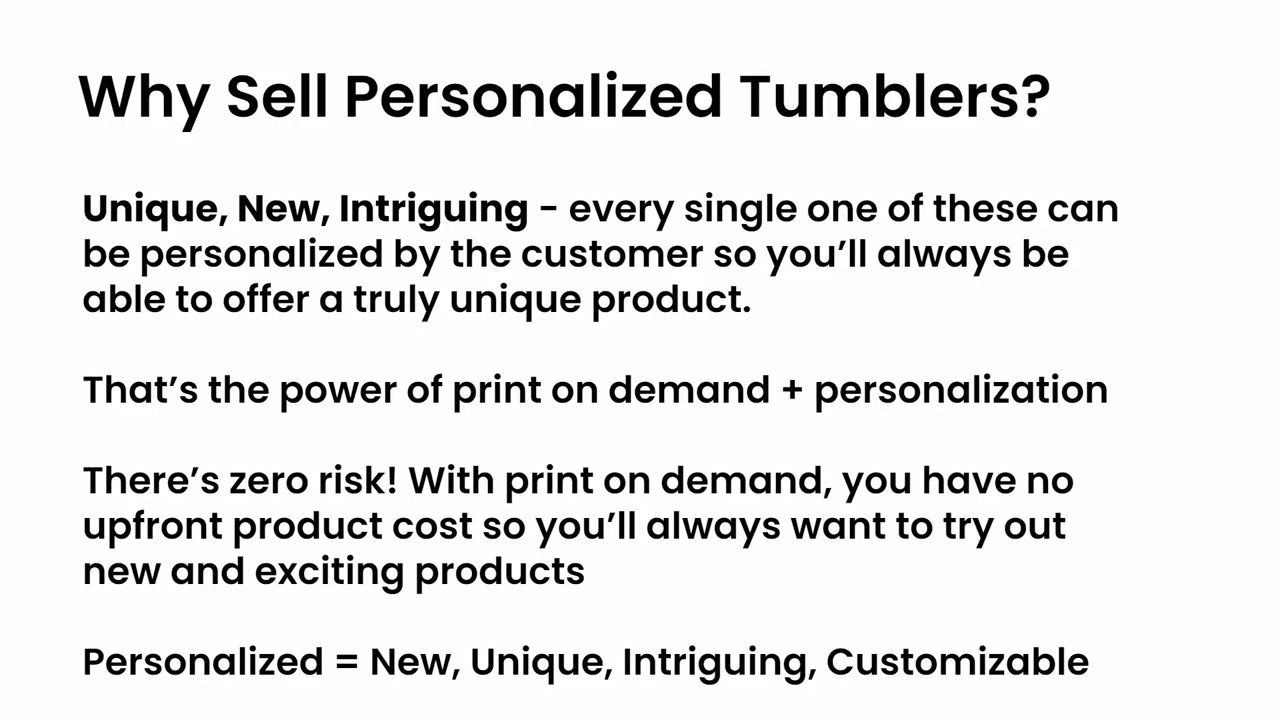 Why Sell Personalized Tumblers?
Unique, New, Intriguing - every single one of these can
be personalized by the customer so you’ll always be
able to offer a truly unique product.
That’s the power of print on demand + personalization
There’s zero risk! With print on demand, you have no
upfront product cost so you’ll always want to try out
new and exciting products
Personalized = New, Unique, Intriguing, Customizable